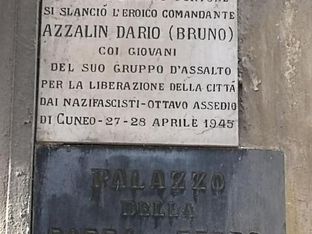 SI SLANCIÒ L'EROICO COMANDANTE
AZZALIN DARIO (BRUNO)
COI GIOVANI
DEL SUO GRUPPO D'ASSALTO
PER LA LIBERAZIONE DELLA CITTÁ
DAI NAZIFASCISTI-OTTAVO ASSEDIO
DI CUNEO-27-28 APRILE 1945
PALAZZO
DELLA